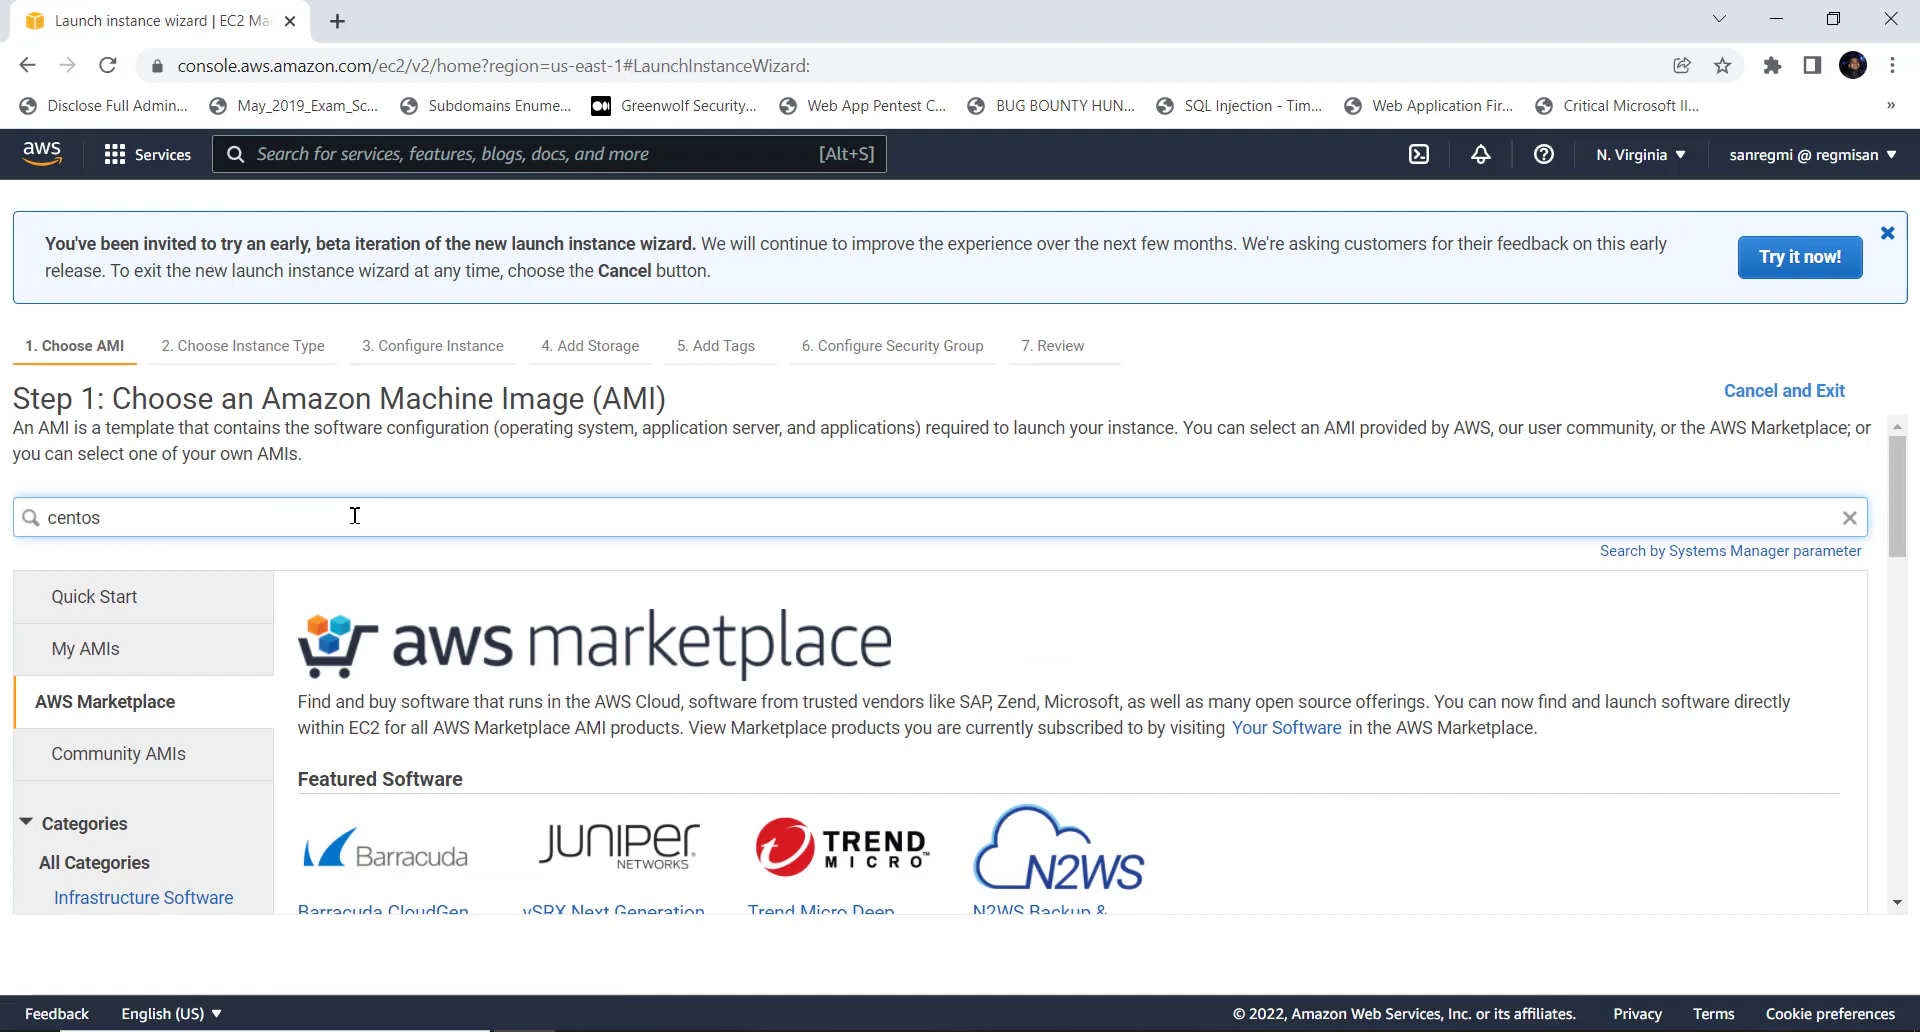 Launch instance wizard | EC2 Ma
console.aws.amazon.com/ec2/v2/home?region=us-east-1#LaunchInstanceWizard:
Disclose Full Admin... May_2019_Exam_Sc... Subdomains Enume... Greenwolf Security... Web App Pentest C... BUG BOUNTY HUN... SQL Injection - Tim... Web Application Fir... Critical Microsoft II... »
aws Services Search for services, features, blogs, docs, and more [Alt+S] N. Virginia sanregmi @ regmisan
You've been invited to try an early, beta iteration of the new launch instance wizard. We will continue to improve the experience over the next few months. We're asking customers for their feedback on this early
release. To exit the new launch instance wizard at any time, choose the Cancel button.
Try it now!
1. Choose AMI 2. Choose Instance Type 3. Configure Instance 4. Add Storage 5. Add Tags 6. Configure Security Group 7. Review
Step 1: Choose an Amazon Machine Image (AMI)
Cancel and Exit
An AMI is a template that contains the software configuration (operating system, application server, and applications) required to launch your instance. You can select an AMI provided by AWS, our user community, or the AWS Marketplace; or
you can select one of your own AMIs.
centos
Search by Systems Manager parameter
Quick Start
My AMIs
AWS Marketplace
Community AMIs
Categories
All Categories
Infrastructure Software
aws marketplace
Find and buy software that runs in the AWS Cloud, software from trusted vendors like SAP, Zend, Microsoft, as well as many open source offerings. You can now find and launch software directly
within EC2 for all AWS Marketplace AMI products. View Marketplace products you are currently subscribed to by visiting Your Software in the AWS Marketplace.
Featured Software
Barracuda
JUNIPER
NETWORKS
TREND
MICRO
N2WS
Barracuda CloudGen vSRX Next Generation Trend Micro Deep N2WS Backup &
Feedback English (US) © 2022, Amazon Web Services, Inc. or its affiliates. Privacy Terms Cookie preferences